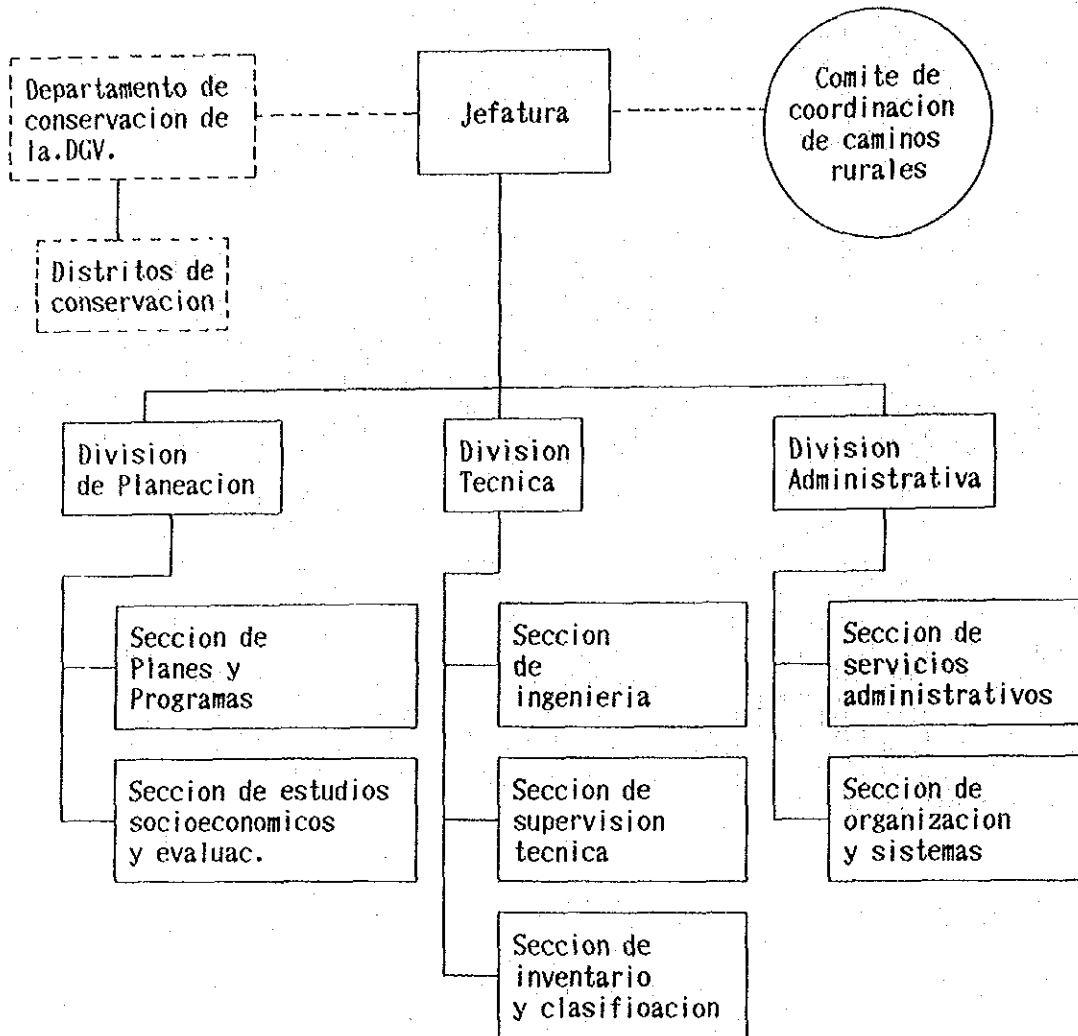 Departamento de
conservacion de
la.DGV.
Jefatura
Comite de
coordinacion
de caminos
rurales
Distritos de
conservacion
Division
de Planeacion
Division
Tecnica
Division
Administrativa
Seccion de
Planes y
Programas
Seccion de estudios
socioeconomicos
y evaluac.
Seccion
de
ingenieria
Seccion de
supervision
tecnica
Seccion de
inventario
y clasifioacion
Seccion de
servicios
administrativos
Seccion de
organizacion
y sistemas